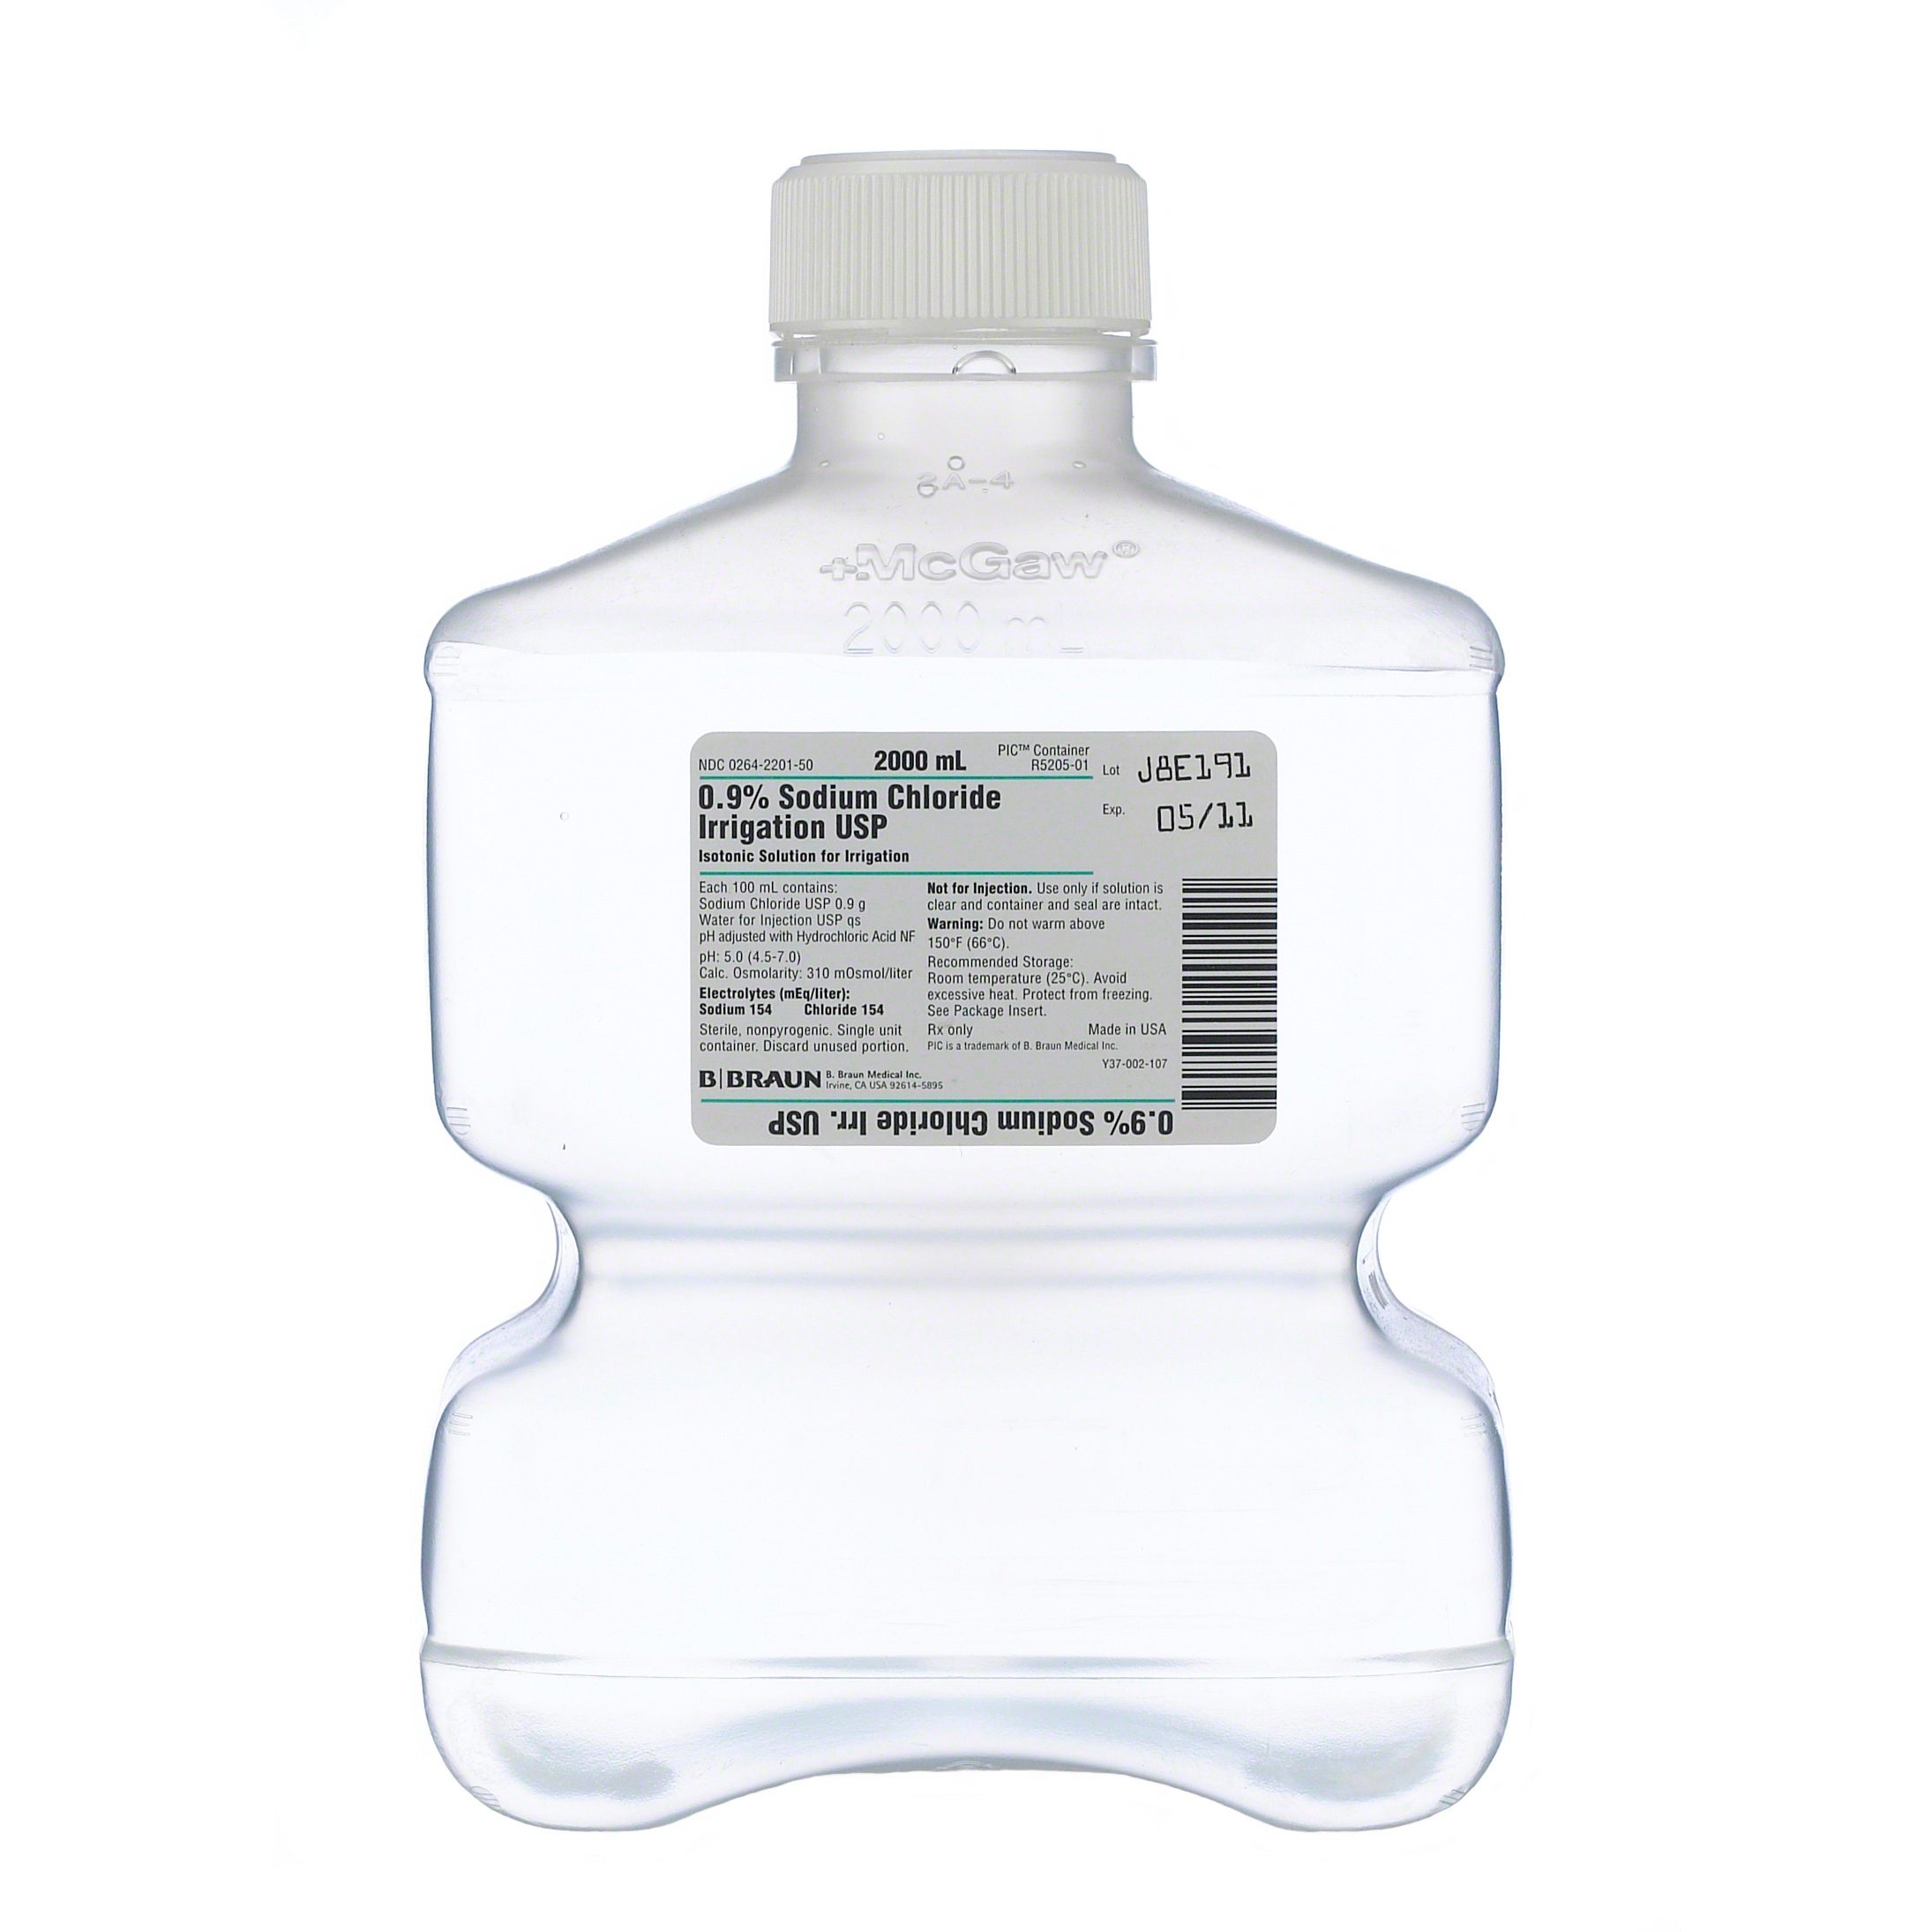 2A-4
McGaw®
2000 mL
NDC 0264-2201-50
2000 mL
PIC™ Container
R5205-01
Lot J8E191
Exp. 05/11
0.9% Sodium Chloride
Irrigation USP
Isotonic Solution for Irrigation
Each 100 mL contains:
Sodium Chloride USP 0.9 g
Water for Injection USP qs
pH adjusted with Hydrochloric Acid NF
pH: 5.0 (4.5-7.0)
Calc. Osmolarity: 310 mOsmol/liter
Electrolytes (mEq/liter):
Sodium 154 Chloride 154
Sterile, nonpyrogenic. Single unit
container. Discard unused portion.
Not for Injection. Use only if solution is
clear and container and seal are intact.
Warning: Do not warm above
150°F (66°C).
Recommended Storage:
Room temperature (25°C). Avoid
excessive heat. Protect from freezing.
See Package Insert.
Rx only Made in USA
PIC is a trademark of B. Braun Medical Inc.
Y37-002-107
B|BRAUN
B. Braun Medical Inc.
Irvine, CA USA 92614-5895
0.9% Sodium Chloride Irr. USP